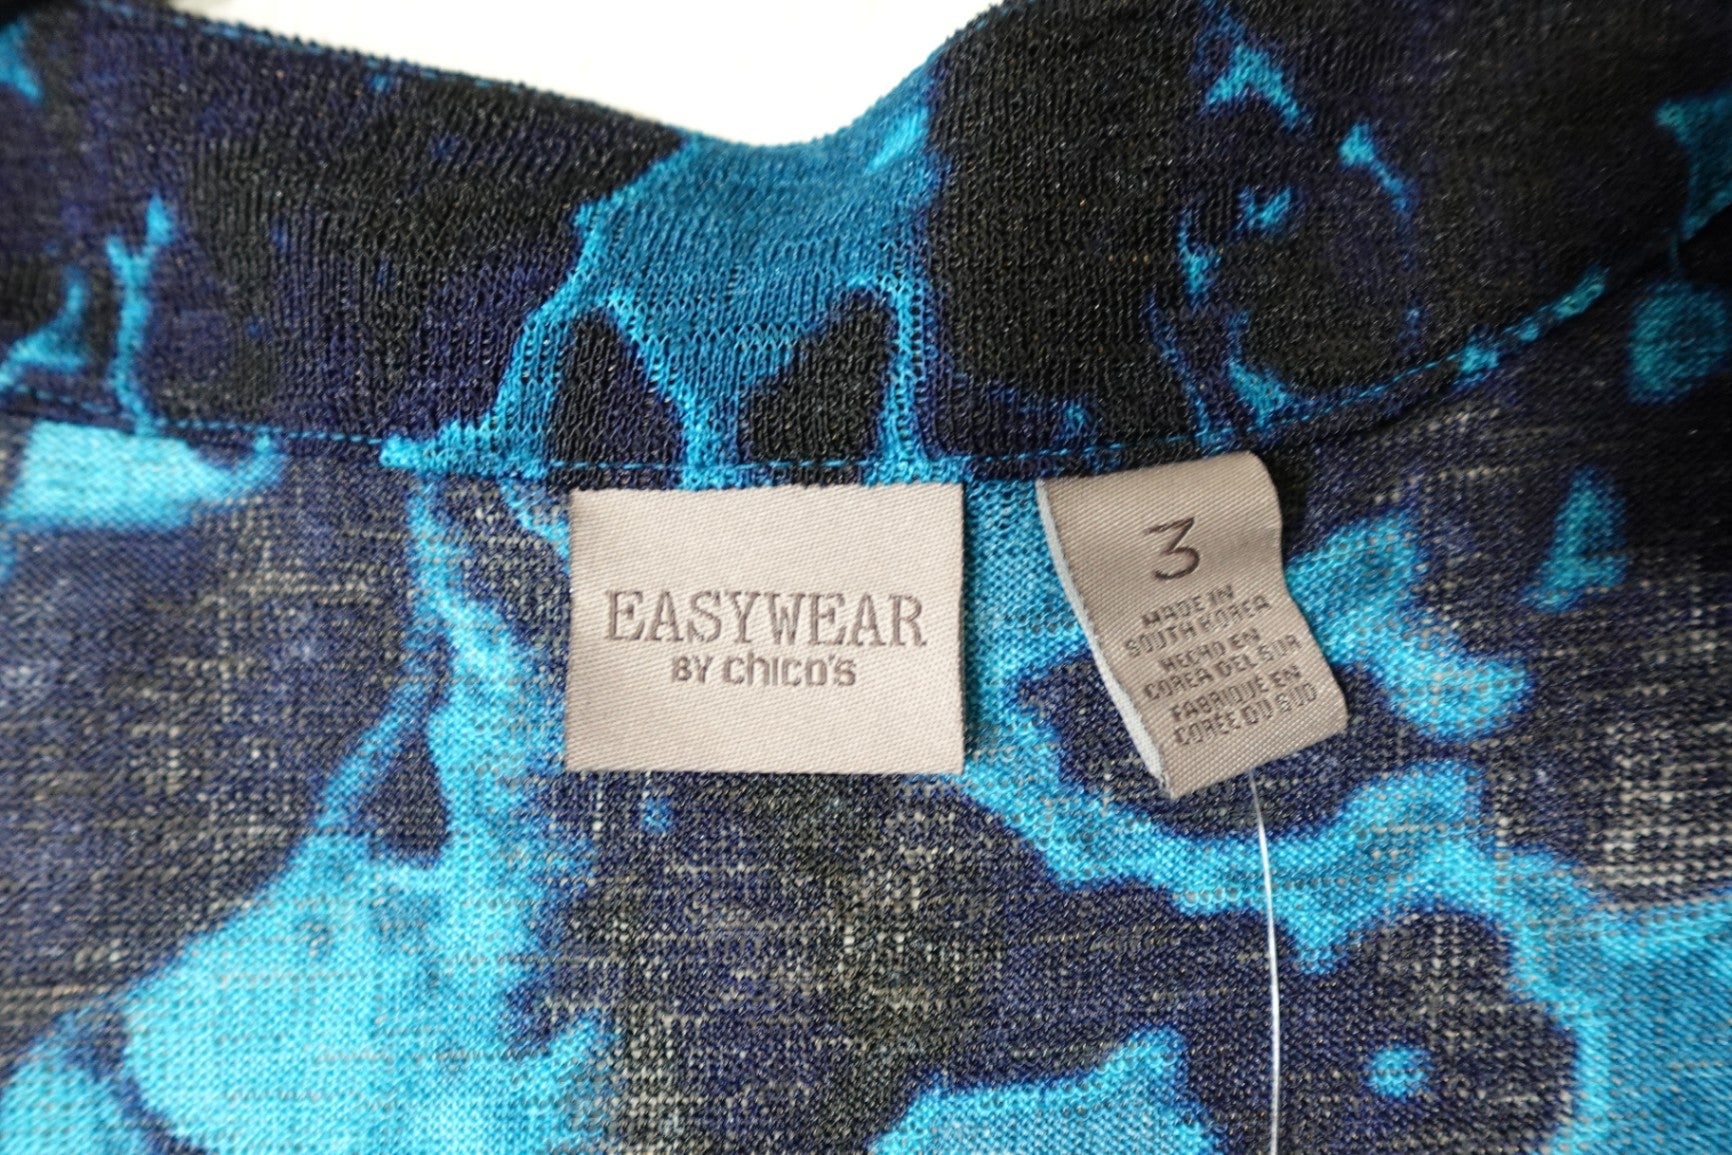 EASYWEAR
BY chico's
3
MADE IN
SOUTH KOREA
HECHO EN
COREA DEL SUR
FABRIQUÉ EN
CORÉE DU SUD